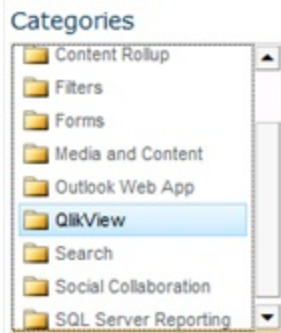 Categories
Content Rollup
Filters
Forms
Media and Content
Outlook Web App
QlikView
Search
Social Collaboration
SQL Server Reporting